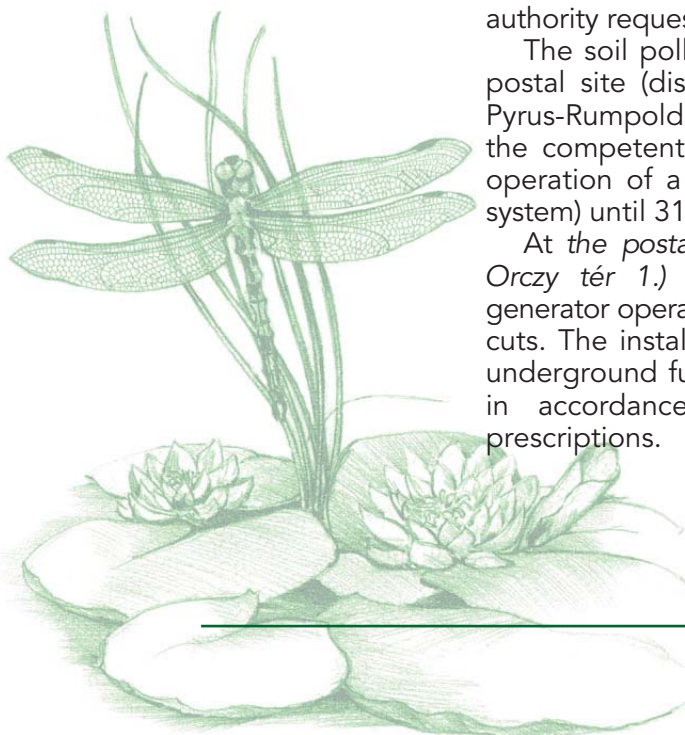 authority reques
The soil poll
postal site (dis
Pyrus-Rumpold
the competent
operation of a
system) until 31
At the posta
Orczy tér 1.)
generator opera
cuts. The instal
underground fu
in accordance
prescriptions.